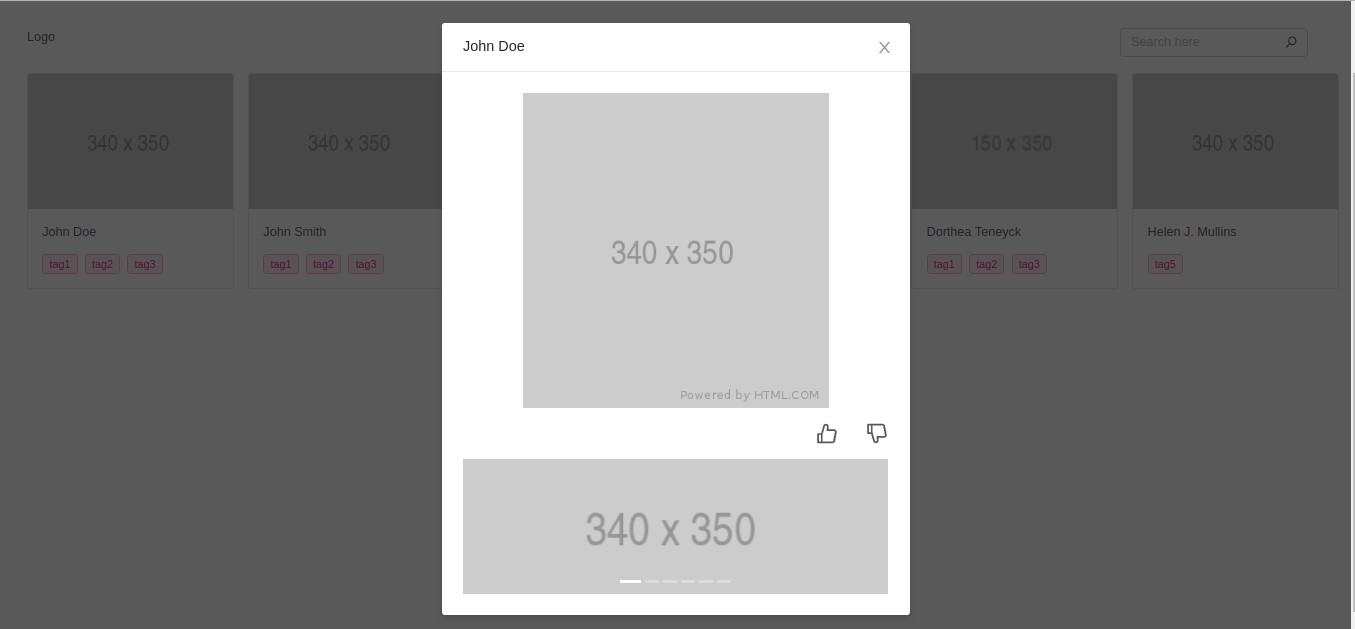 Logo
Search here
John Doe
340 x 350
Powered by HTML.COM
340 x 350
340 x 350
John Doe
tag1 tag2 tag3
340 x 350
John Smith
tag1 tag2 tag3
150 x 350
Dorthea Teneyck
tag1 tag2 tag3
340 x 350
Helen J. Mullins
tag5